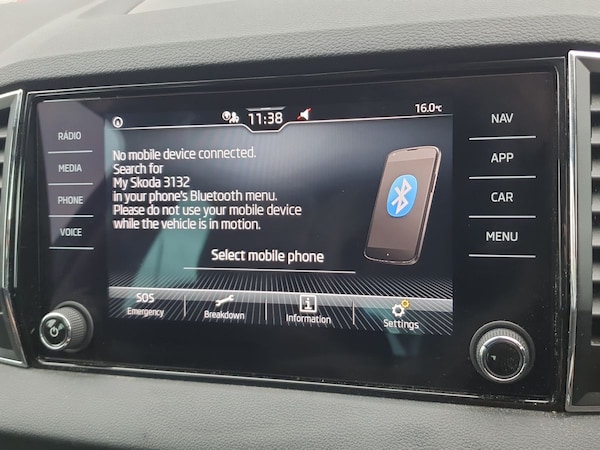 11:38
16.0°C
RÁDIO
MEDIA
PHONE
VOICE
No mobile device connected.
Search for
My Skoda 3132
in your phone's Bluetooth menu.
Please do not use your mobile device
while the vehicle is in motion.
Select mobile phone
SOS
Emergency
Breakdown
Information
Settings
NAV
APP
CAR
MENU